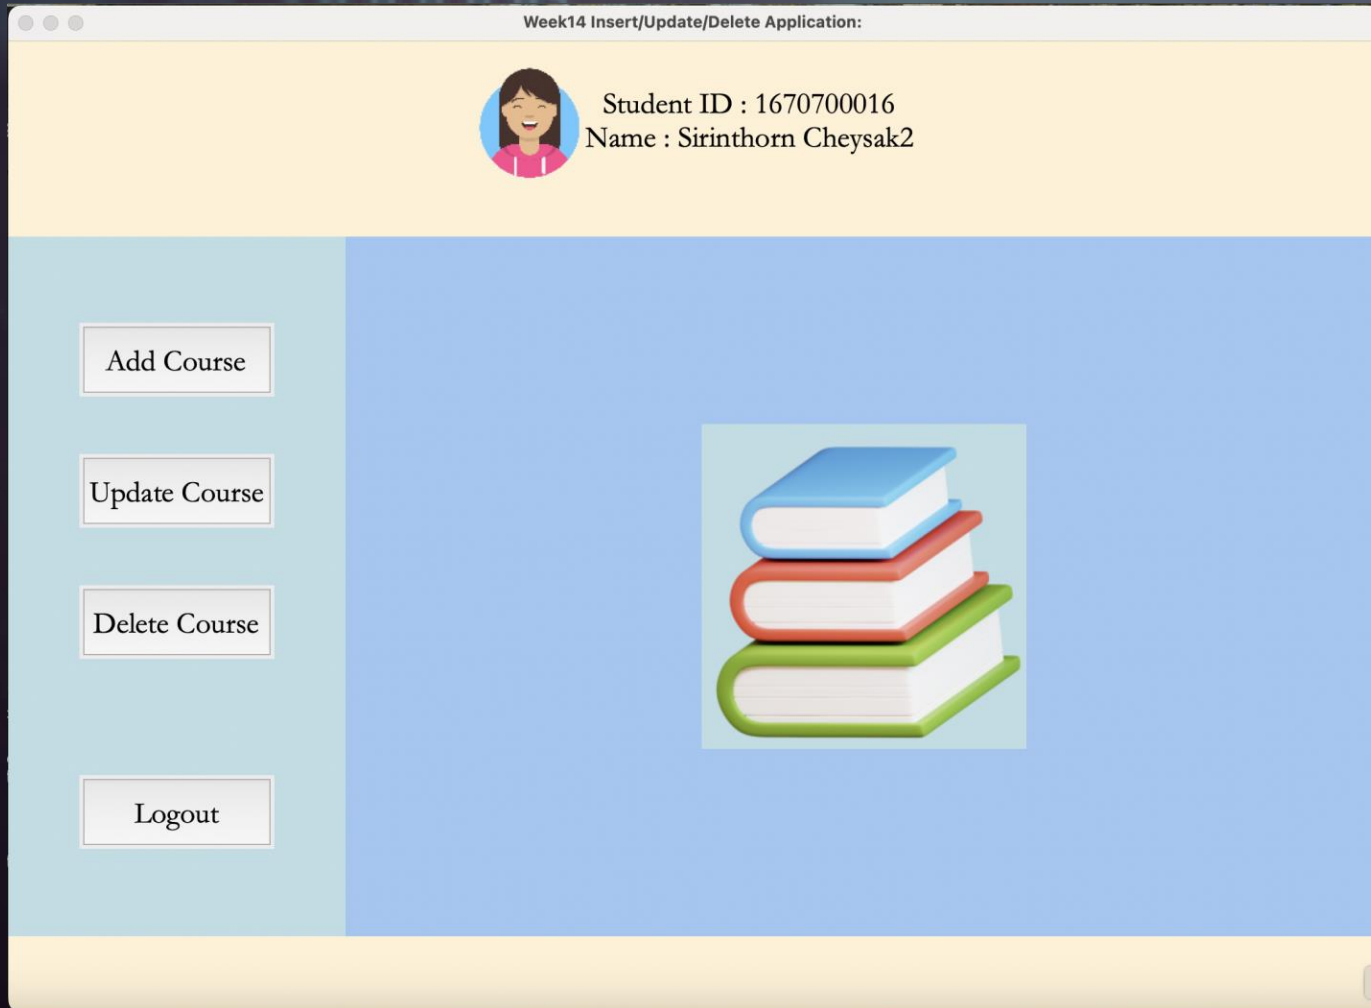 Week14 Insert/Update/Delete Application:
Student ID : 1670700016
Name : Sirinthorn Cheysak2
Add Course
Update Course
Delete Course
Logout